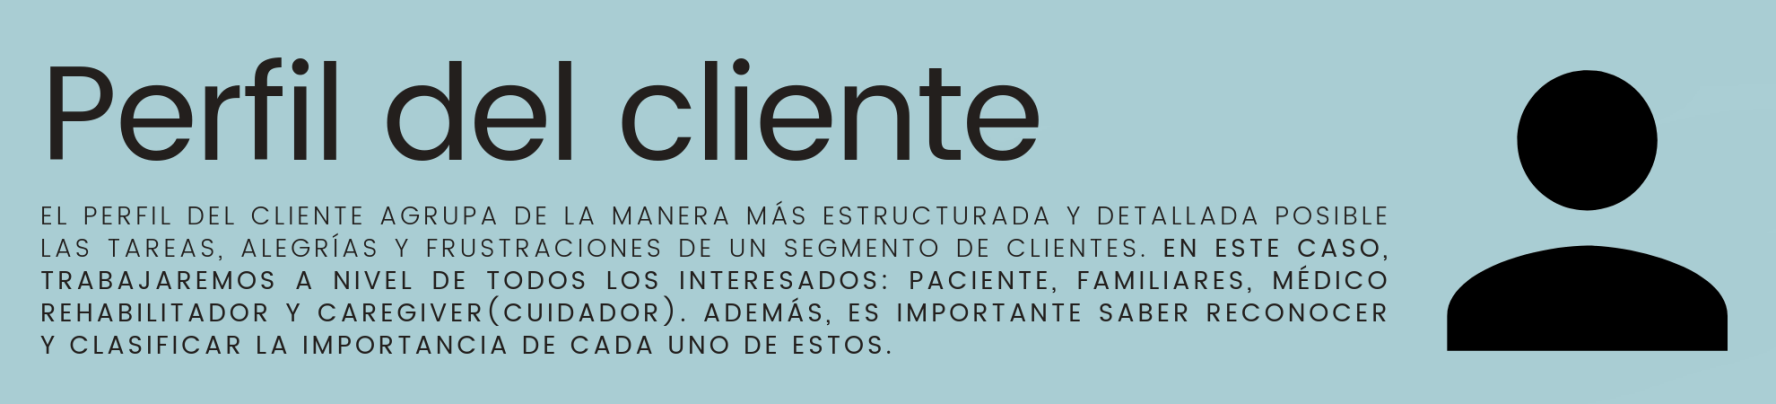 Perfil del cliente
EL PERFIL DEL CLIENTE AGRUPA DE LA MANERA MÁS ESTRUCTURADA Y DETALLADA POSIBLE
LAS TAREAS, ALEGRÍAS Y FRUSTRACIONES DE UN SEGMENTO DE CLIENTES. EN ESTE CASO,
TRABAJAREMOS A NIVEL DE TODOS LOS INTERESADOS: PACIENTE, FAMILIARES, MÉDICO
REHABILITADOR Y CAREGIVER(CUIDADOR). ADEMÁS, ES IMPORTANTE SABER RECONOCER
Y CLASIFICAR LA IMPORTANCIA DE CADA UNO DE ESTOS.